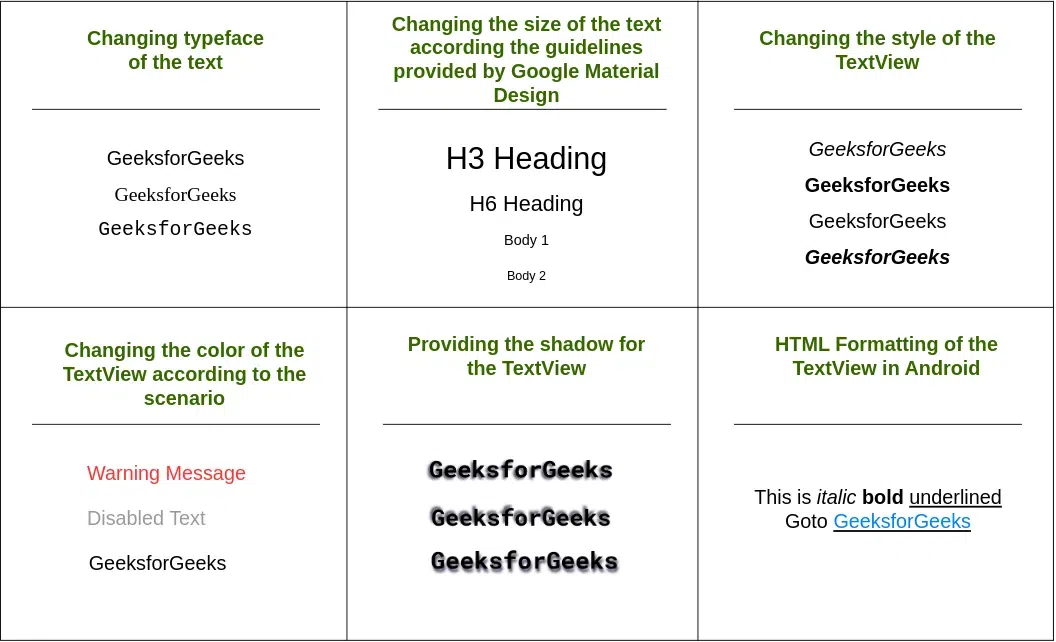 Changing typeface
of the text
GeeksforGeeks
GeeksforGeeks
GeeksforGeeks
Changing the size of the text
according the guidelines
provided by Google Material
Design
H3 Heading
H6 Heading
Body 1
Body 2
Changing the style of the
TextView
GeeksforGeeks
GeeksforGeeks
GeeksforGeeks
GeeksforGeeks
Changing the color of the
TextView according to the
scenario
Warning Message
Disabled Text
GeeksforGeeks
Providing the shadow for
the TextView
GeeksforGeeks
GeeksforGeeks
GeeksforGeeks
HTML Formatting of the
TextView in Android
This is italic bold underlined
Goto GeeksforGeeks